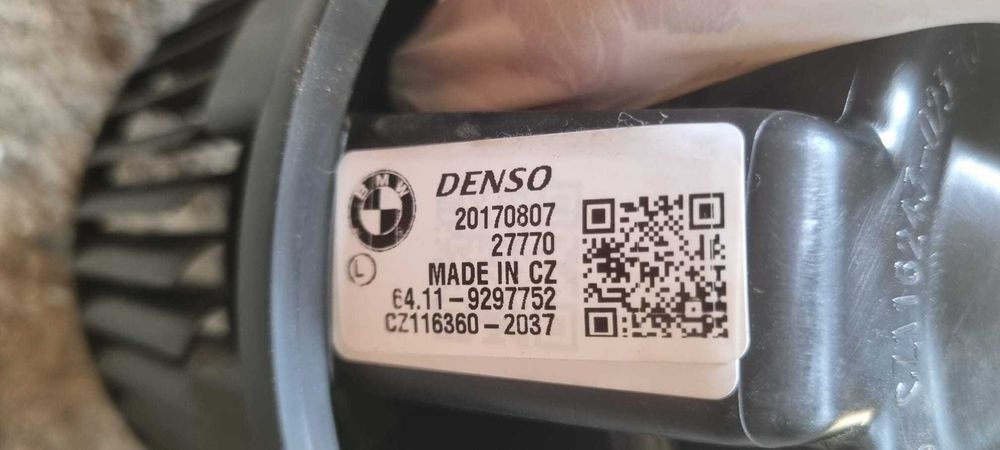 BMW
DENSO
20170807
27770
L
MADE IN CZ
64.11-9297752
CZ116360-2037